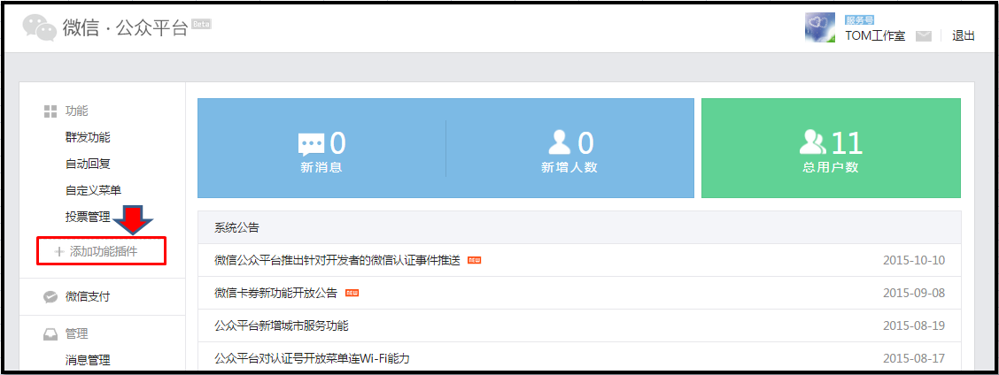 微信·公众平台 Beta
服务号
TOM工作室 退出
功能
群发功能
自动回复
自定义菜单
投票管理
+ 添加功能插件
微信支付
管理
消息管理
0
新消息
0
新增人数
11
总用户数
系统公告
微信公众平台推出针对开发者的微信认证事件推送 NEW 2015-10-10
微信卡券新功能开放公告 NEW 2015-09-08
公众平台新增城市服务功能 2015-08-19
公众平台对认证号开放菜单连Wi-Fi能力 2015-08-17